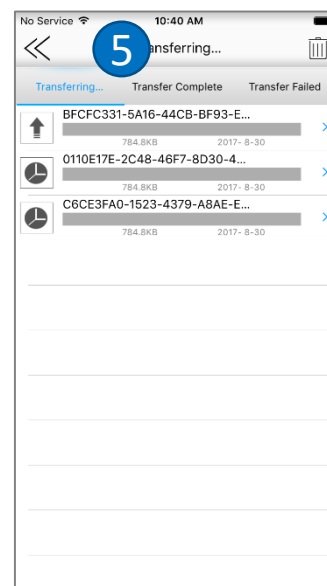 No Service 10:40 AM
5 ansferring...
Transferring... Transfer Complete Transfer Failed
BFCFC331-5A16-44CB-BF93-E...
784.8KB 2017- 8-30
0110E17E-2C48-46F7-8D30-4...
784.8KB 2017- 8-30
C6CE3FA0-1523-4379-A8AE-E...
784.8KB 2017- 8-30